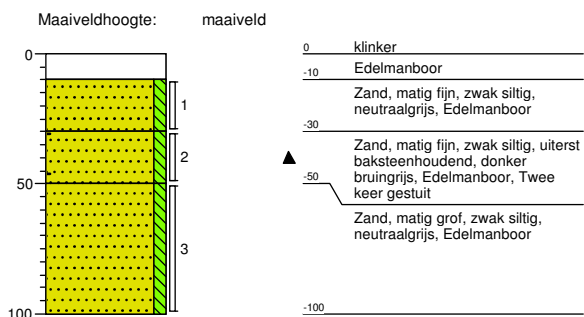 Maaiveldhoogte: maaiveld
0
50
100
1
2
3
0 klinker
-10 Edelmanboor
Zand, matig fijn, zwak siltig,
neutraalgrijs, Edelmanboor
-30
Zand, matig fijn, zwak siltig, uiterst
baksteenhoudend, donker
bruingrijs, Edelmanboor, Twee
keer gestuit
-50
Zand, matig grof, zwak siltig,
neutraalgrijs, Edelmanboor
-100